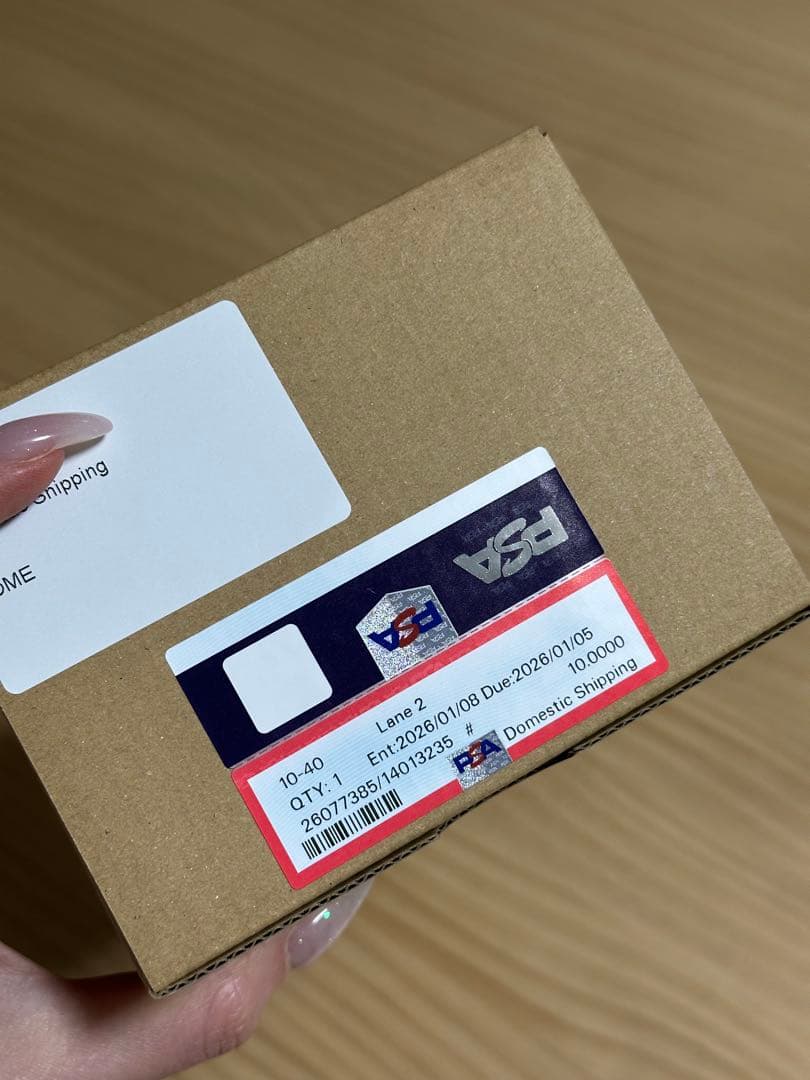 Shipping
OME
PSA
PSA
Lane 2
10-40
Ent:2026/01/08 Due:2026/01/05
QTY: 1
10.0000
26077385/14013235 #
PSA
Domestic Shipping